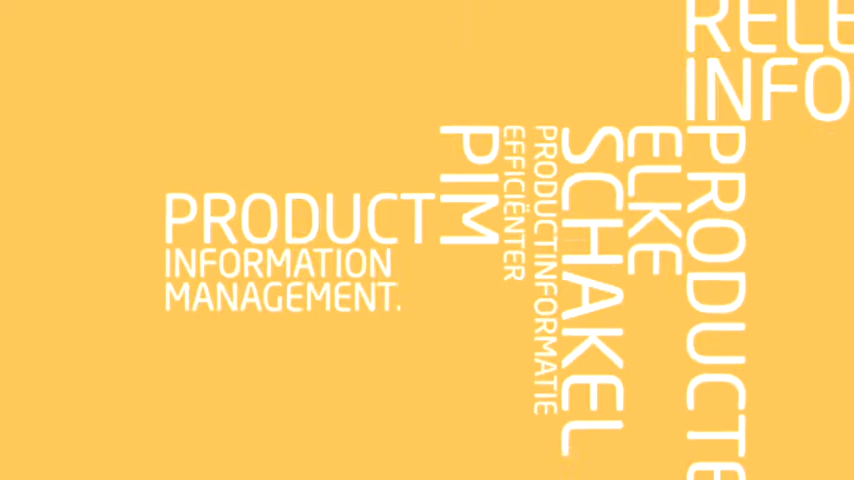 RELE
INFO
PRODUCTE
ELKE
SCHAKEL
PRODUCTINFORMATIE
EFFICIËNTER
PIM
PRODUCT
INFORMATION
MANAGEMENT.